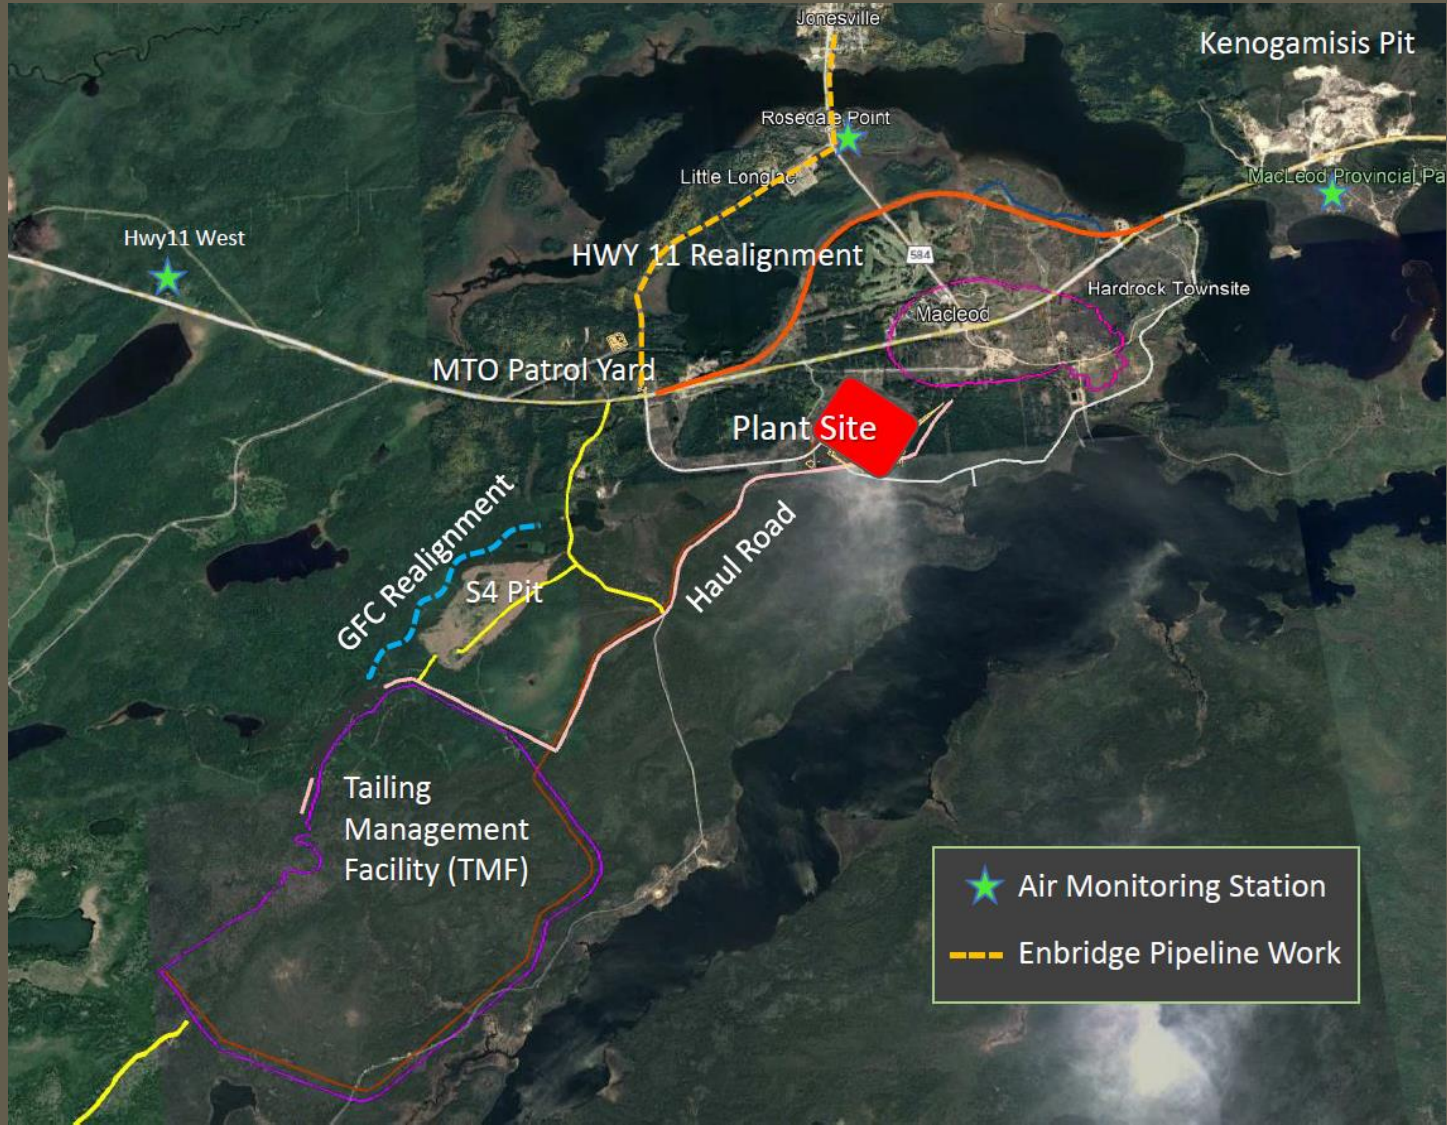 Jonesville
Kenogamisis Pit
Rosedale Point
Little Longlac
MacLeod Provincial Pa
Hwy11 West
HWY 11 Realignment
584
Hardrock Townsite
Macleod
MTO Patrol Yard
Plant Site
GFC Realignment
S4 Pit
Haul Road
Tailing
Management
Facility (TMF)
Air Monitoring Station
Enbridge Pipeline Work